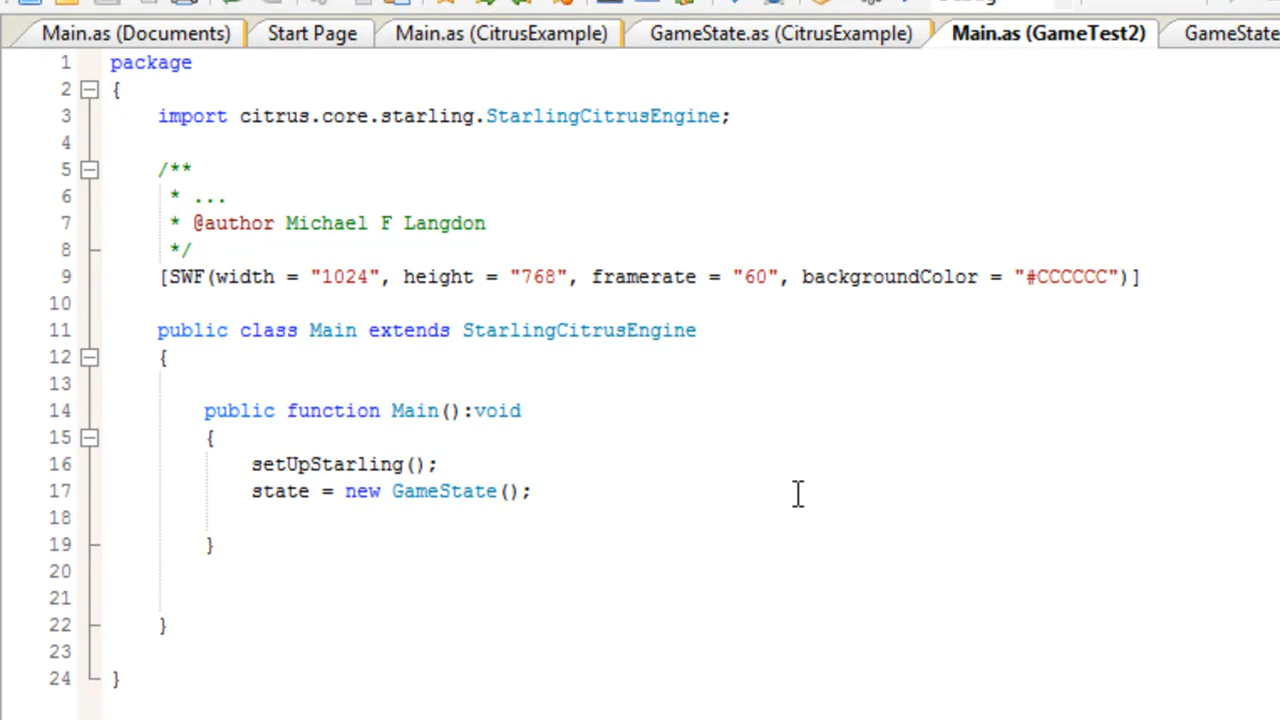 Main.as (Documents) Start Page Main.as (CitrusExample) GameState.as (CitrusExample) Main.as (GameTest2) GameState
1 package
2 {
3 import citrus.core.starling.StarlingCitrusEngine;
4
5 /**
6 * ...
7 * @author Michael F Langdon
8 */
9 [SWF(width = "1024", height = "768", framerate = "60", backgroundColor = "#CCCCCC")]
10
11 public class Main extends StarlingCitrusEngine
12 {
13
14 public function Main():void
15 {
16 setUpStarling();
17 state = new GameState();
18
19 }
20
21
22 }
23
24 }